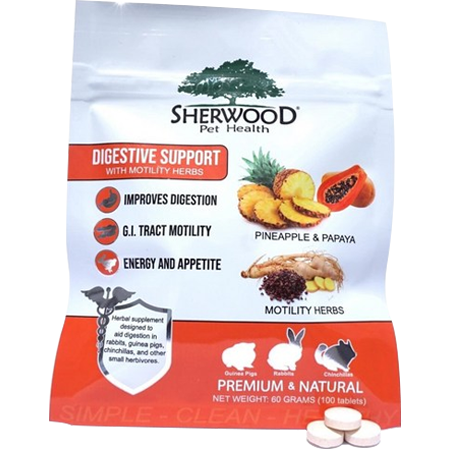 SHERWOOD®
Pet Health
DIGESTIVE SUPPORT
WITH MOTILITY HERBS
IMPROVES DIGESTION
G.I. TRACT MOTILITY
ENERGY AND APPETITE
PINEAPPLE & PAPAYA
MOTILITY HERBS
Herbal supplement
designed to
aid digestion in
rabbits, guinea pigs,
chinchillas, and other
small herbivores.
Guinea Pigs
Rabbits
Chinchillas
PREMIUM & NATURAL
NET WEIGHT: 60 GRAMS (100 tablets)
SIMPLE - CLEAN - HEALTHY